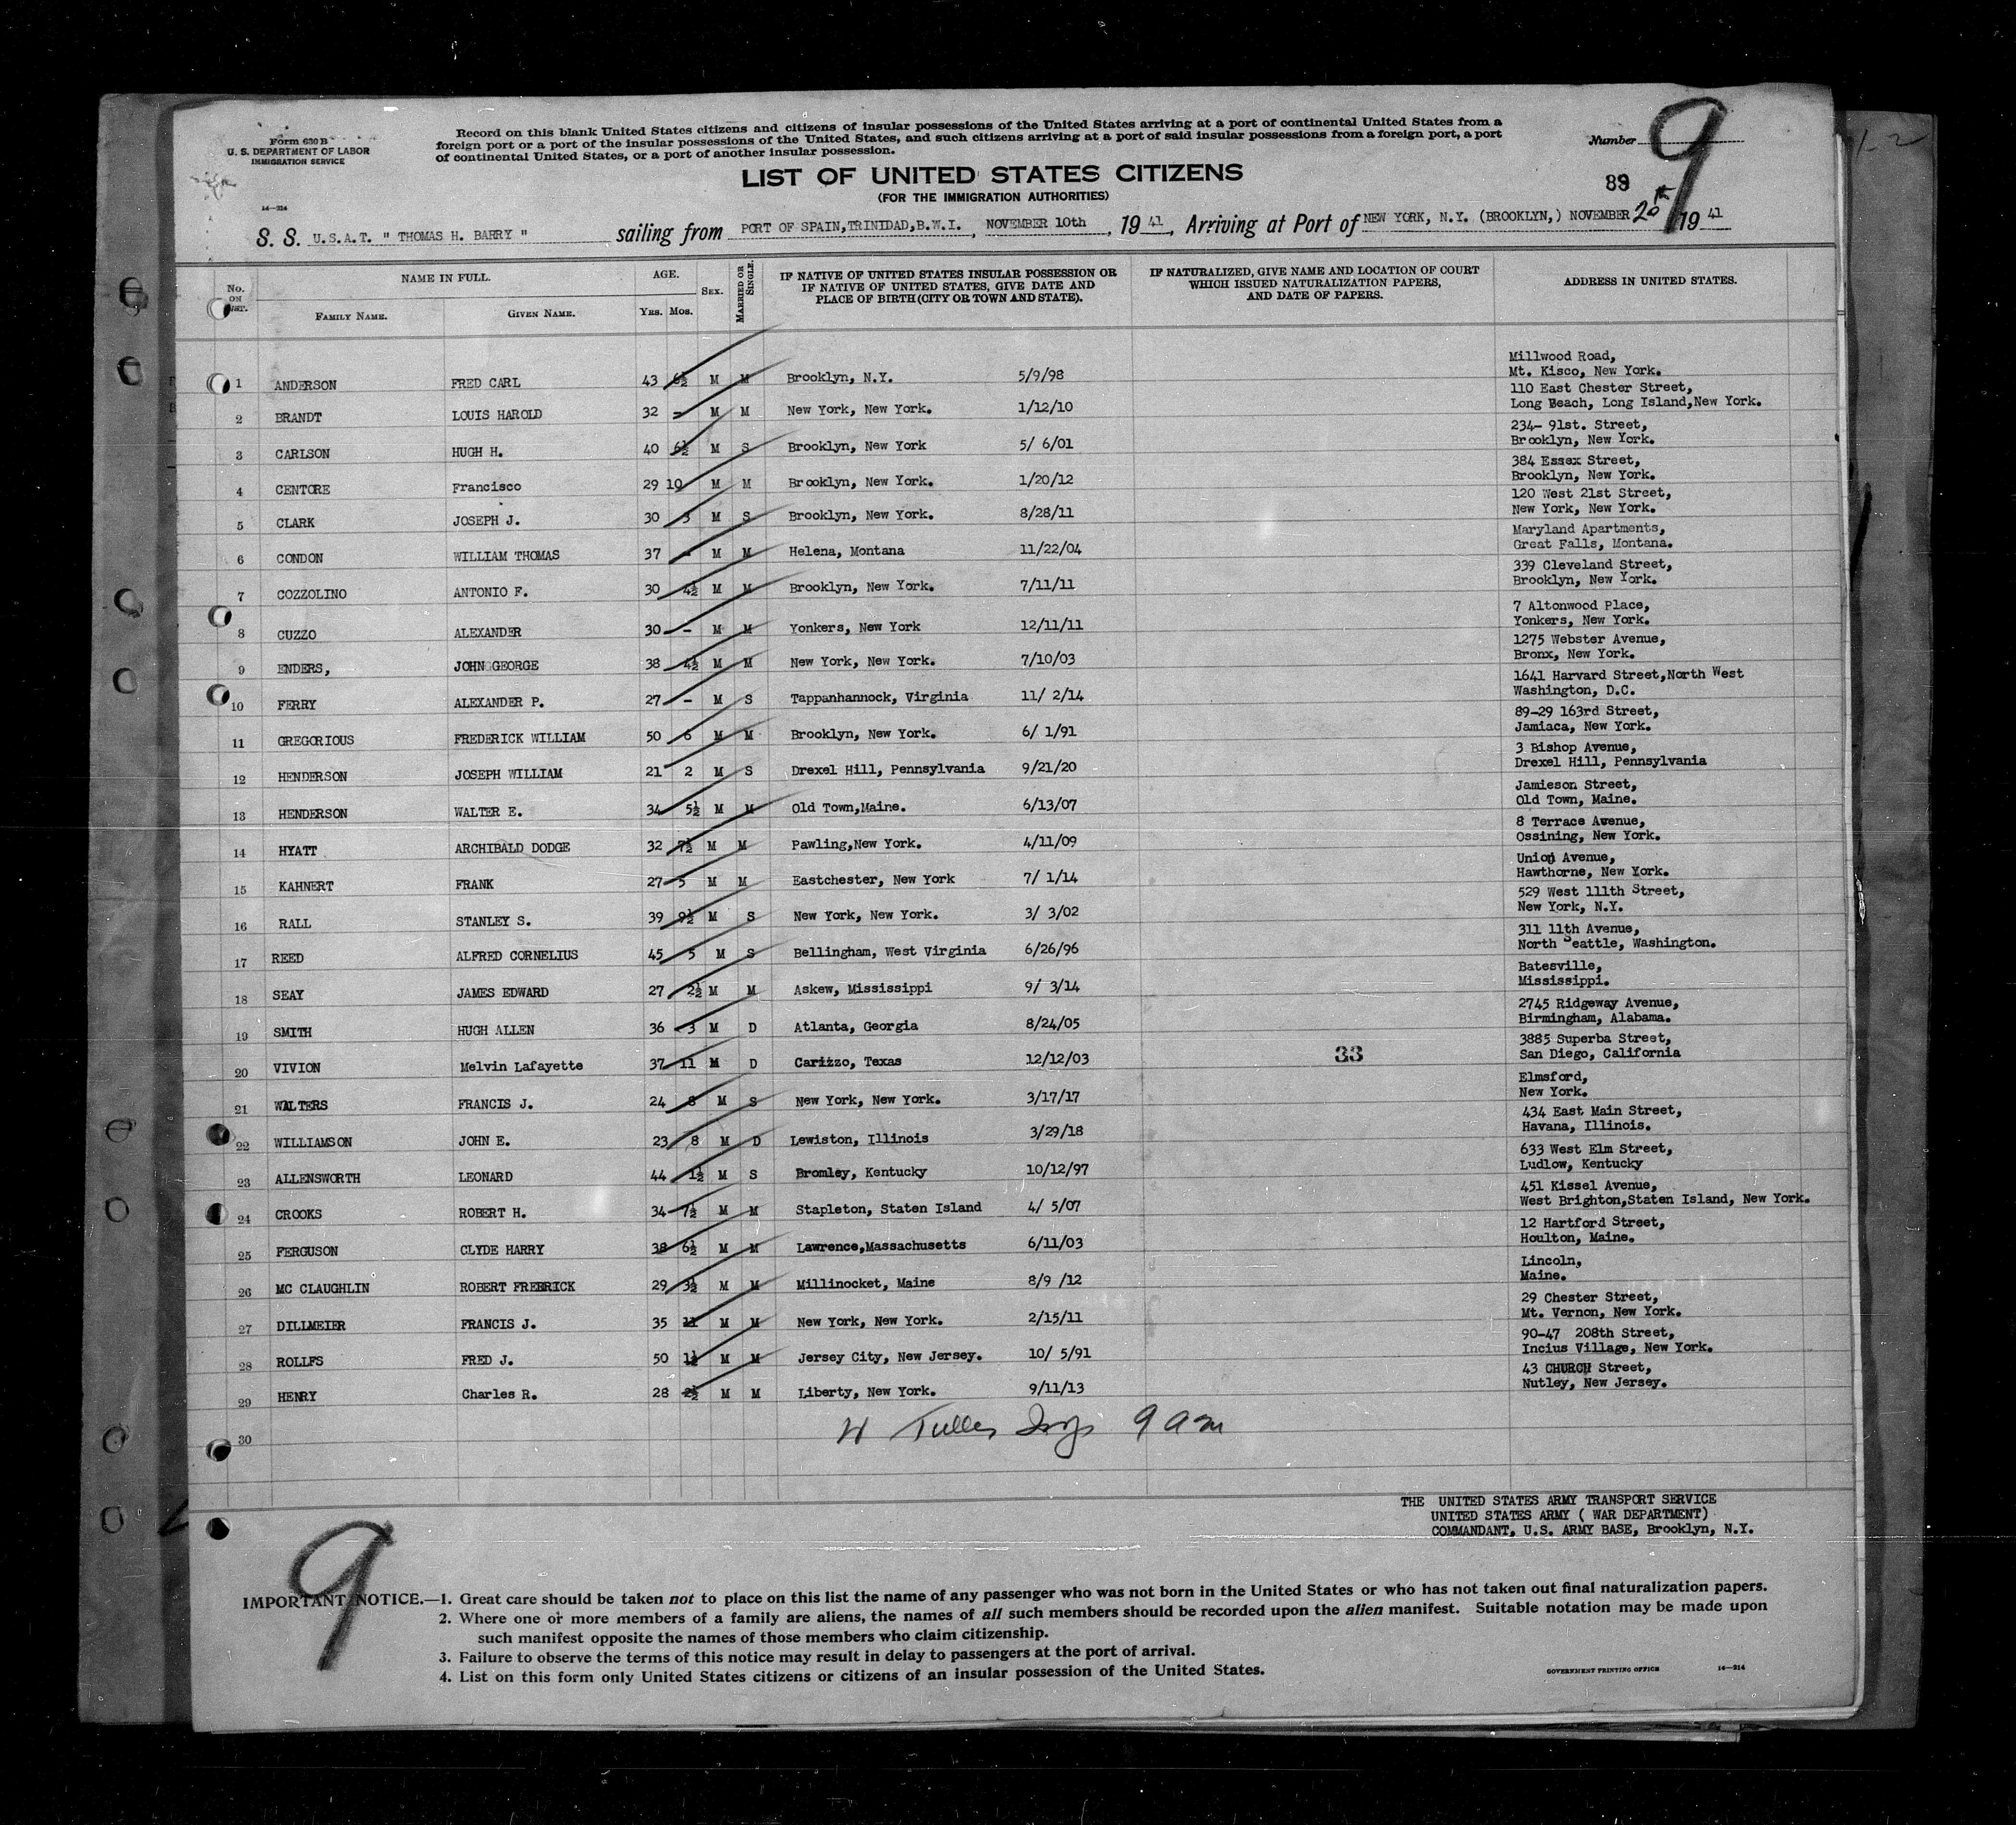 Form 630 B
U. S. DEPARTMENT OF LABOR
IMMIGRATION SERVICE
14—214
Record on this blank United States citizens and citizens of insular possessions of the United States arriving at a port of continental United States from a
foreign port or a port of the insular possessions of the United States, and such citizens arriving at a port of said insular possessions from a foreign port, a port
of continental United States, or a port of another insular possession.
Number 9
LIST OF UNITED STATES CITIZENS
(FOR THE IMMIGRATION AUTHORITIES)
89
S. S. U.S.A.T. " THOMAS H. BARRY " sailing from PORT OF SPAIN,TRINIDAD,B.W.I. , NOVEMBER 10th , 19 41 , Arriving at Port of NEW YORK, N.Y. (BROOKLYN,) NOVEMBER 20th 19 41
No. ON LIST. NAME IN FULL. FAMILY NAME. GIVEN NAME. AGE. YRS. MOS. SEX. MARRIED OR SINGLE. IF NATIVE OF UNITED STATES INSULAR POSSESSION OR IF NATIVE OF UNITED STATES, GIVE DATE AND PLACE OF BIRTH (CITY OR TOWN AND STATE). IF NATURALIZED, GIVE NAME AND LOCATION OF COURT WHICH ISSUED NATURALIZATION PAPERS, AND DATE OF PAPERS. ADDRESS IN UNITED STATES.
1 ANDERSON FRED CARL 43 6½ M M Brooklyn, N.Y. 5/9/98 Millwood Road, Mt. Kisco, New York.
2 BRANDT LOUIS HAROLD 32 - M M New York, New York. 1/12/10 110 East Chester Street, Long Beach, Long Island,New York.
3 CARLSON HUGH H. 40 6½ M S Brooklyn, New York 5/ 6/01 234- 91st. Street, Brooklyn, New York.
4 CENTORE Francisco 29 10 M M Brooklyn, New York. 1/20/12 384 Essex Street, Brooklyn, New York.
5 CLARK JOSEPH J. 30 3 M S Brooklyn, New York. 8/28/11 120 West 21st Street, New York, New York.
6 CONDON WILLIAM THOMAS 37 - M M Helena, Montana 11/22/04 Maryland Apartments, Great Falls, Montana.
7 COZZOLINO ANTONIO F. 30 4½ M M Brooklyn, New York. 7/11/11 339 Cleveland Street, Brooklyn, New York.
8 CUZZO ALEXANDER 30 - M M Yonkers, New York 12/11/11 7 Altonwood Place, Yonkers, New York.
9 ENDERS, JOHN GEORGE 38 4½ M M New York, New York. 7/10/03 1275 Webster Avenue, Bronx, New York.
10 FERRY ALEXANDER P. 27 - M S Tappanhannock, Virginia 11/ 2/14 1641 Harvard Street,North West Washington, D.C.
11 GREGORIOUS FREDERICK WILLIAM 50 6 M M Brooklyn, New York. 6/ 1/91 89-29 163rd Street, Jamiaca, New York.
12 HENDERSON JOSEPH WILLIAM 21 2 M S Drexel Hill, Pennsylvania 9/21/20 3 Bishop Avenue, Drexel Hill, Pennsylvania
13 HENDERSON WALTER E. 34 5½ M M Old Town,Maine. 6/13/07 Jamieson Street, Old Town, Maine.
14 HYATT ARCHIBALD DODGE 32 7½ M M Pawling,New York. 4/11/09 8 Terrace Avenue, Ossining, New York.
15 KAHNERT FRANK 27 5 M M Eastchester, New York 7/ 1/14 Union Avenue, Hawthorne, New York.
16 RALL STANLEY S. 39 9½ M S New York, New York. 3/ 3/02 529 West 111th Street, New York, N.Y.
17 REED ALFRED CORNELIUS 45 5 M S Bellingham, West Virginia 6/26/96 311 11th Avenue, North Seattle, Washington.
18 SEAY JAMES EDWARD 27 2½ M M Askew, Mississippi 9/ 3/14 Batesville, Mississippi.
19 SMITH HUGH ALLEN 36 3 M D Atlanta, Georgia 8/24/05 2745 Ridgeway Avenue, Birmingham, Alabama.
20 VIVION Melvin Lafayette 37 11 M D Carizzo, Texas 12/12/03 33 3885 Superba Street, San Diego, California
21 WALTERS FRANCIS J. 24 8 M S New York, New York. 3/17/17 Elmsford, New York.
22 WILLIAMSON JOHN E. 23 8 M D Lewiston, Illinois 3/29/18 434 East Main Street, Havana, Illinois.
23 ALLENSWORTH LEONARD 44 1½ M S Bromley, Kentucky 10/12/97 633 West Elm Street, Ludlow, Kentucky
24 CROOKS ROBERT H. 34 7½ M M Stapleton, Staten Island 4/ 5/07 451 Kissel Avenue, West Brighton,Staten Island, New York.
25 FERGUSON CLYDE HARRY 38 6½ M M Lawrence,Massachusetts 6/11/03 12 Hartford Street, Houlton, Maine.
26 MC CLAUGHLIN ROBERT FRERRICK 29 3½ M M Millinocket, Maine 8/9 /12 Lincoln, Maine.
27 DILLMEIER FRANCIS J. 35 11 M M New York, New York. 2/15/11 29 Chester Street, Mt. Vernon, New York.
28 ROLLFS FRED J. 50 1½ M M Jersey City, New Jersey. 10/ 5/91 90-47 208th Street, Incius Village, New York.
29 HENRY Charles R. 28 2½ M M Liberty, New York. 9/11/13 43 CHURCH Street, Nutley, New Jersey.
30
9 am
THE UNITED STATES ARMY TRANSPORT SERVICE
UNITED STATES ARMY ( WAR DEPARTMENT)
COMMANDANT, U.S. ARMY BASE, Brooklyn, N.Y.
9
IMPORTANT NOTICE.—1. Great care should be taken not to place on this list the name of any passenger who was not born in the United States or who has not taken out final naturalization papers.
2. Where one or more members of a family are aliens, the names of all such members should be recorded upon the alien manifest. Suitable notation may be made upon
such manifest opposite the names of those members who claim citizenship.
3. Failure to observe the terms of this notice may result in delay to passengers at the port of arrival.
4. List on this form only United States citizens or citizens of an insular possession of the United States.
GOVERNMENT PRINTING OFFICE 14—214